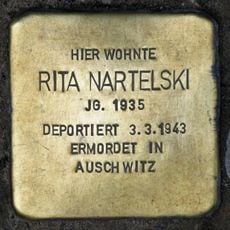 HIER WOHNTE
RITA NARTELSKI
JG. 1935
DEPORTIERT 3.3.1943
ERMORDET IN
AUSCHWITZ